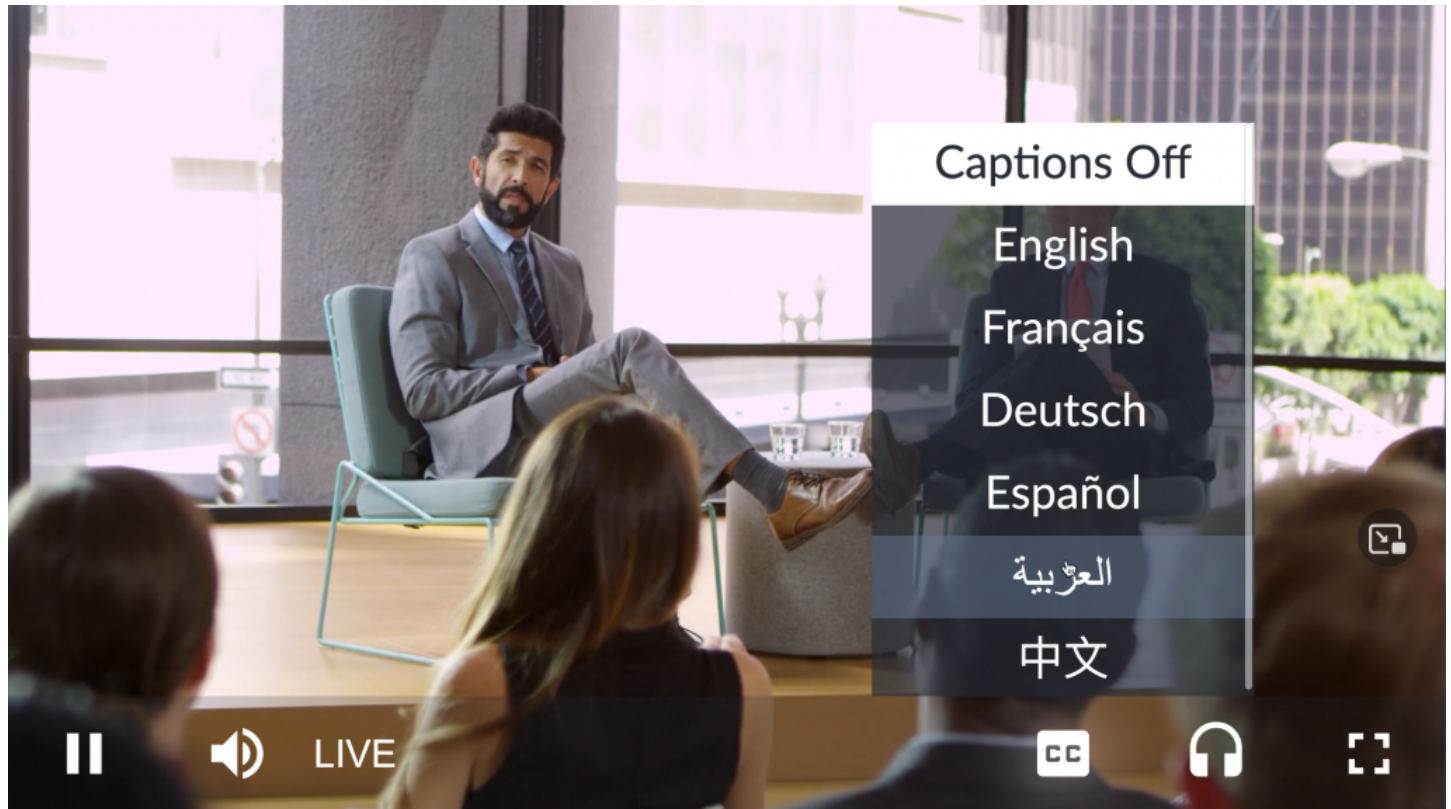 Captions Off
English
Français
Deutsch
Español
العربية
中文
LIVE
CC